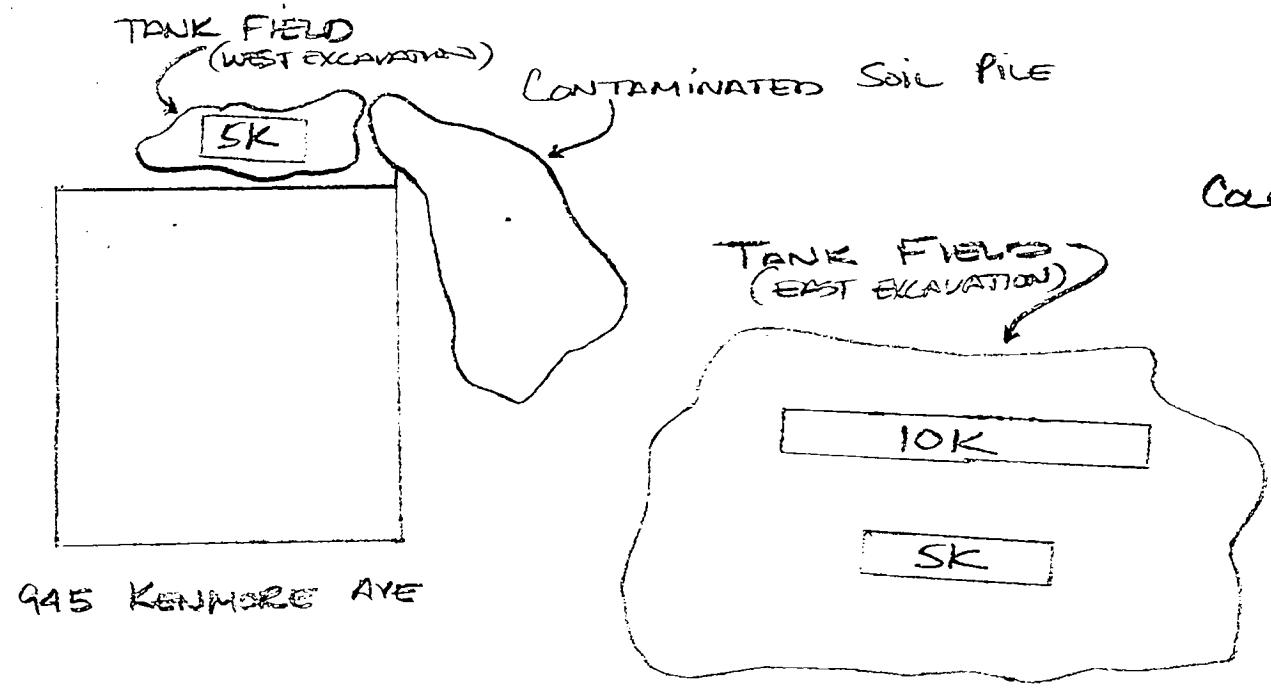 TANK FIELD
(WEST EXCAVATION)
5K
CONTAMINATED SOIL PILE
TANK FIELD
(EAST EXCAVATION)
10K
5K
945 KENMORE AVE